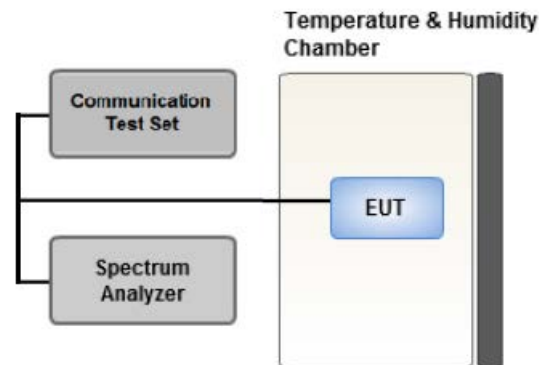 Temperature & Humidity
Chamber
Communication
Test Set
EUT
Spectrum
Analyzer